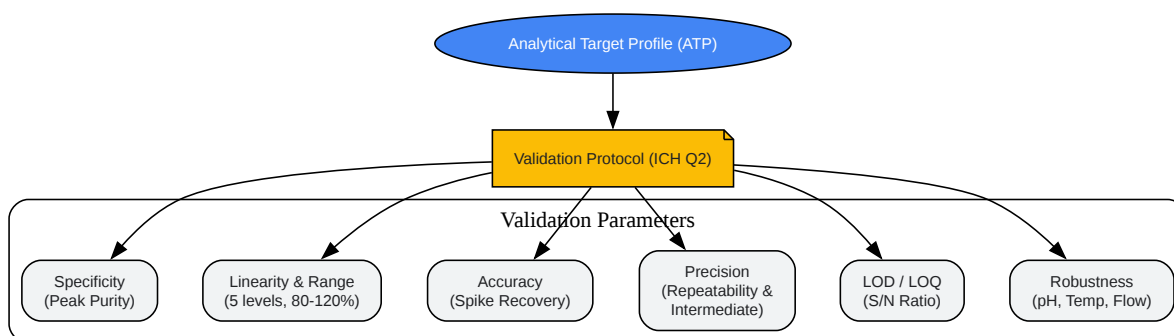 Analytical Target Profile (ATP)
Validation Protocol (ICH Q2)
Validation Parameters
Specificity
(Peak Purity)
Linearity & Range
(5 levels, 80-120%)
Accuracy
(Spike Recovery)
Precision
(Repeatability &
Intermediate)
LOD / LOQ
(S/N Ratio)
Robustness
(pH, Temp, Flow)